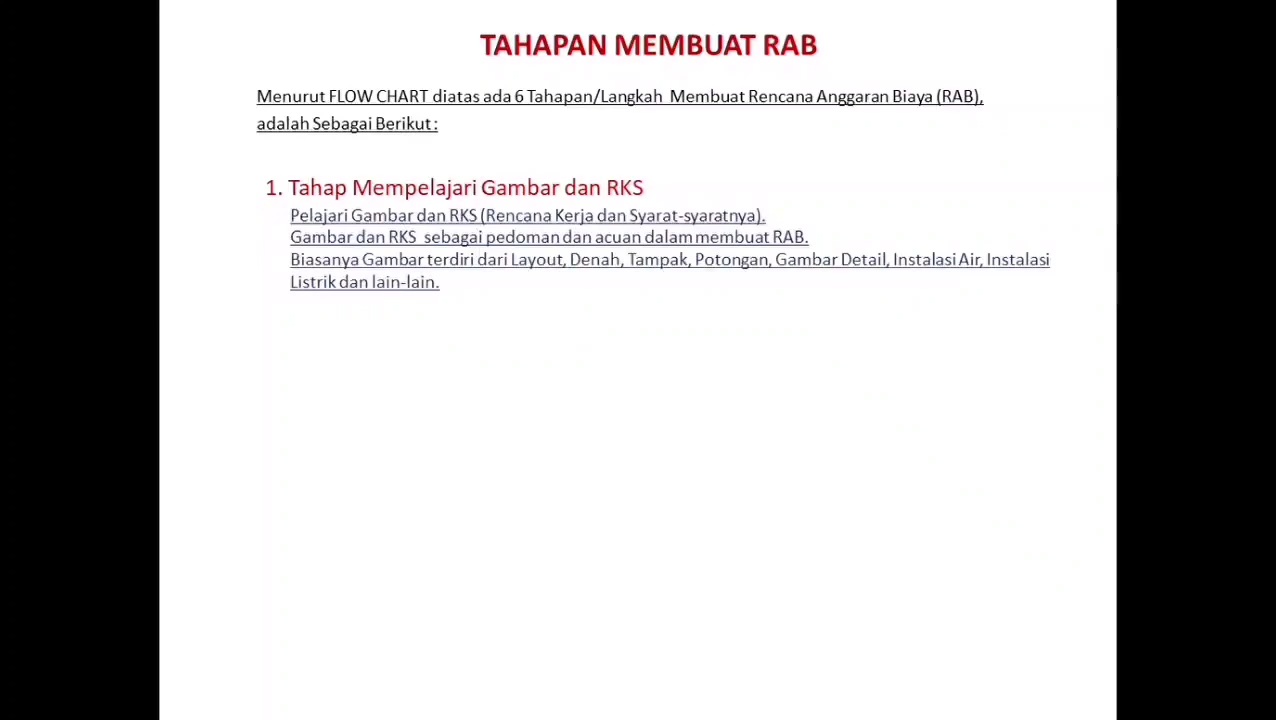 TAHAPAN MEMBUAT RAB
Menurut FLOW CHART diatas ada 6 Tahapan/Langkah Membuat Rencana Anggaran Biaya (RAB),
adalah Sebagai Berikut :
1. Tahap Mempelajari Gambar dan RKS
Pelajari Gambar dan RKS (Rencana Kerja dan Syarat-syaratnya).
Gambar dan RKS sebagai pedoman dan acuan dalam membuat RAB.
Biasanya Gambar terdiri dari Layout, Denah, Tampak, Potongan, Gambar Detail, Instalasi Air, Instalasi
Listrik dan lain-lain.